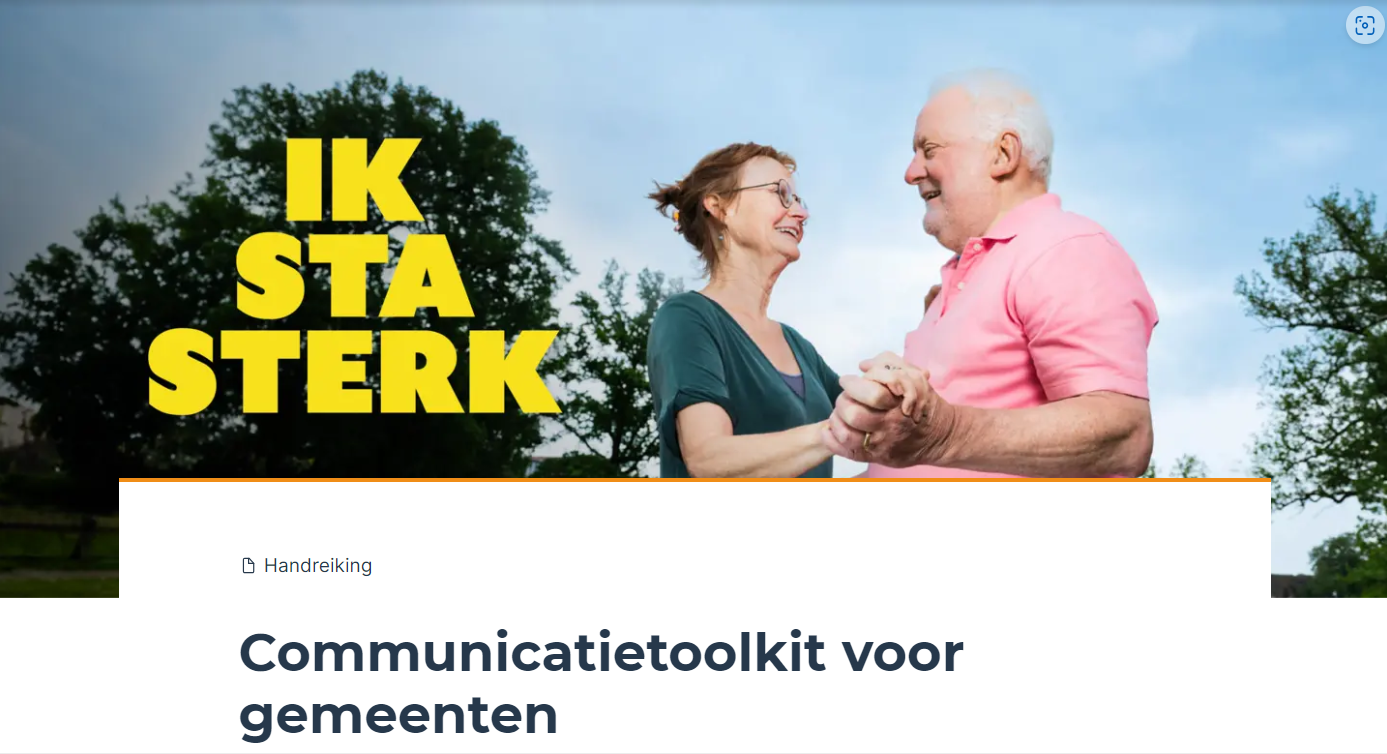 IK
STA
STERK
Handreiking
Communicatietoolkit voor
gemeenten